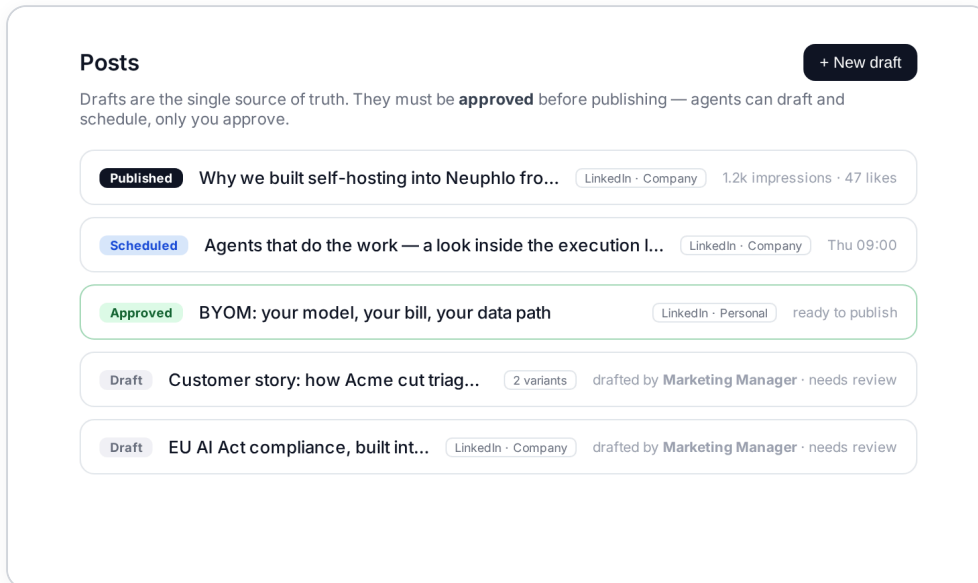 Posts
+ New draft
Drafts are the single source of truth. They must be approved before publishing — agents can draft and
schedule, only you approve.
Published Why we built self-hosting into Neuphlo fro... LinkedIn · Company 1.2k impressions · 47 likes
Scheduled Agents that do the work — a look inside the execution l... LinkedIn · Company Thu 09:00
Approved BYOM: your model, your bill, your data path LinkedIn · Personal ready to publish
Draft Customer story: how Acme cut triag... 2 variants drafted by Marketing Manager · needs review
Draft EU AI Act compliance, built int... LinkedIn · Company drafted by Marketing Manager · needs review